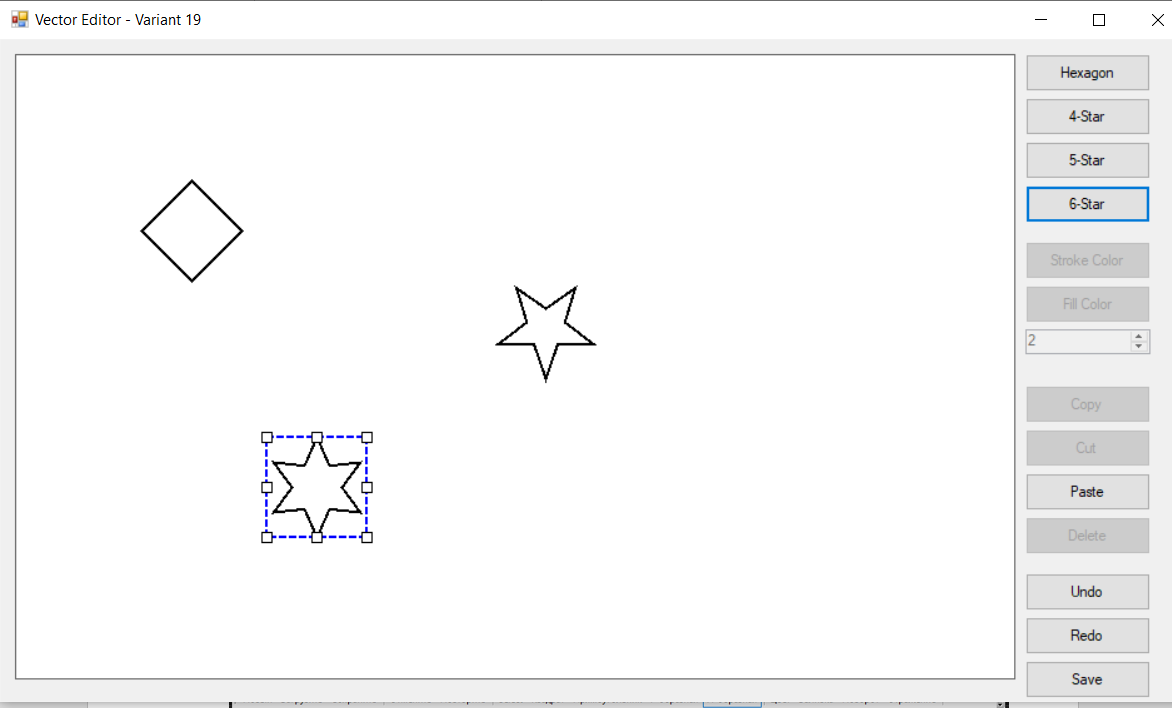 Vector Editor - Variant 19
Hexagon
4-Star
5-Star
6-Star
Stroke Color
Fill Color
2
Copy
Cut
Paste
Delete
Undo
Redo
Save